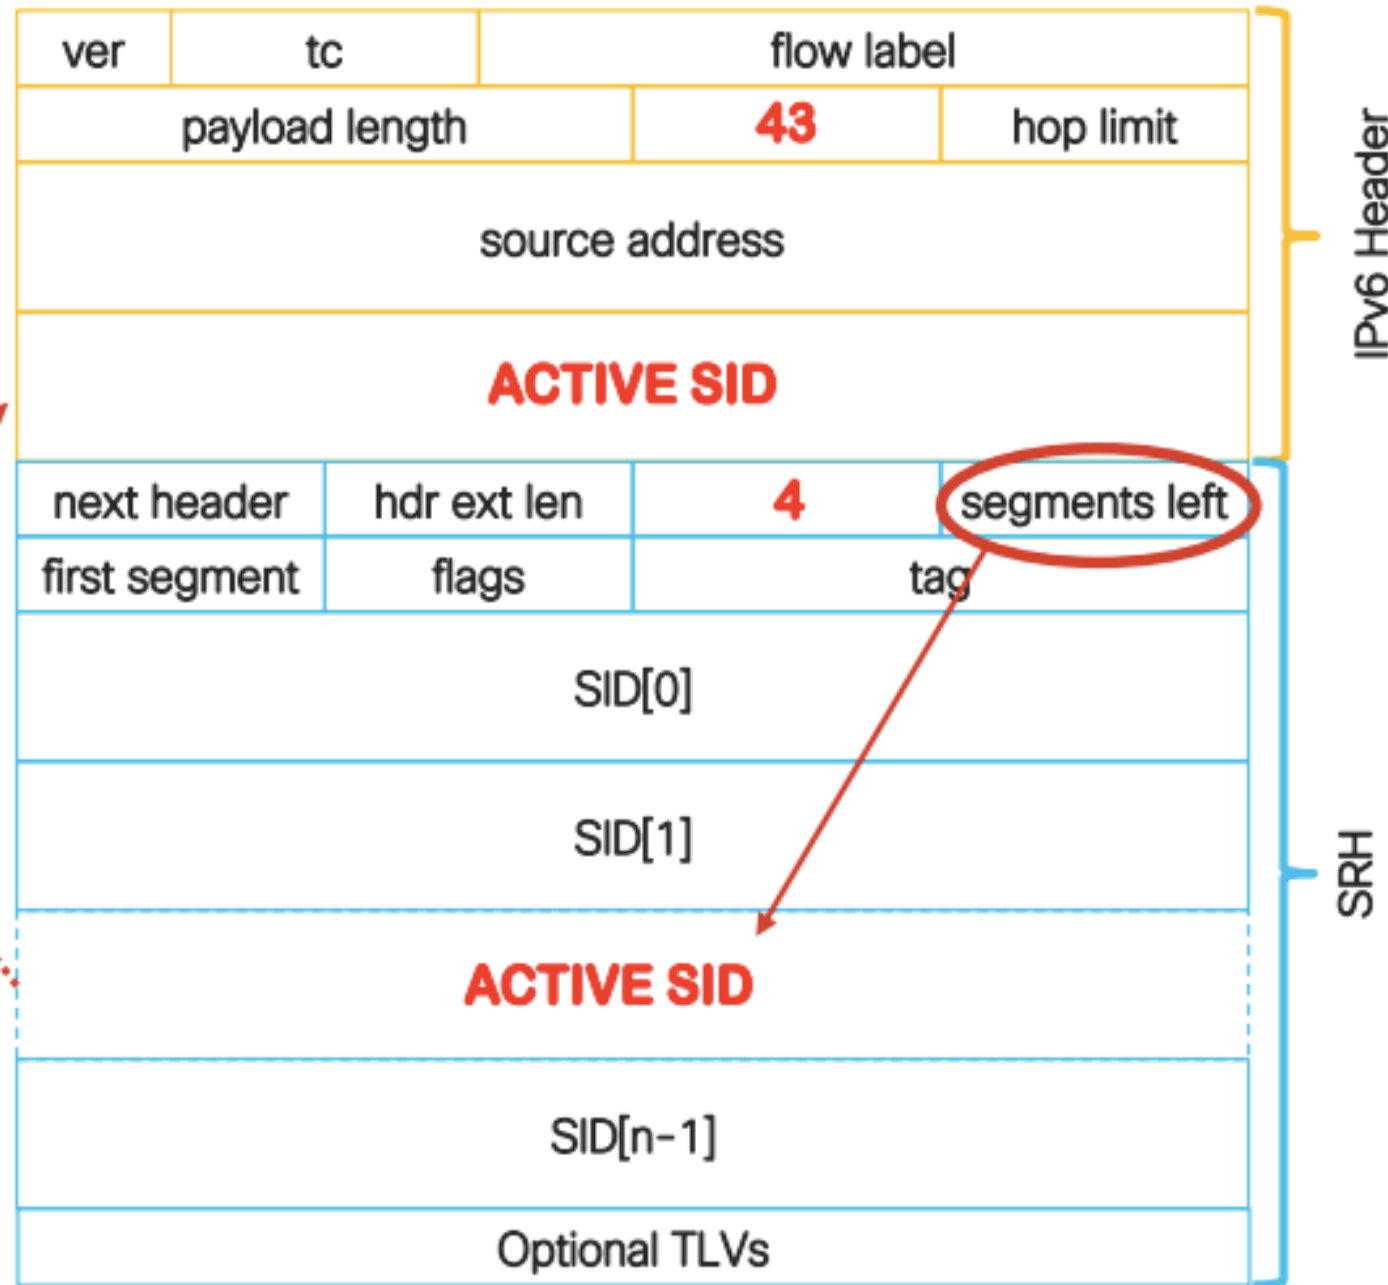 ver tc flow label
payload length 43 hop limit
source address
ACTIVE SID
IPv6 Header
next header hdr ext len 4 segments left
first segment flags tag
SID[0]
SID[1]
ACTIVE SID
SID[n-1]
Optional TLVs
SRH